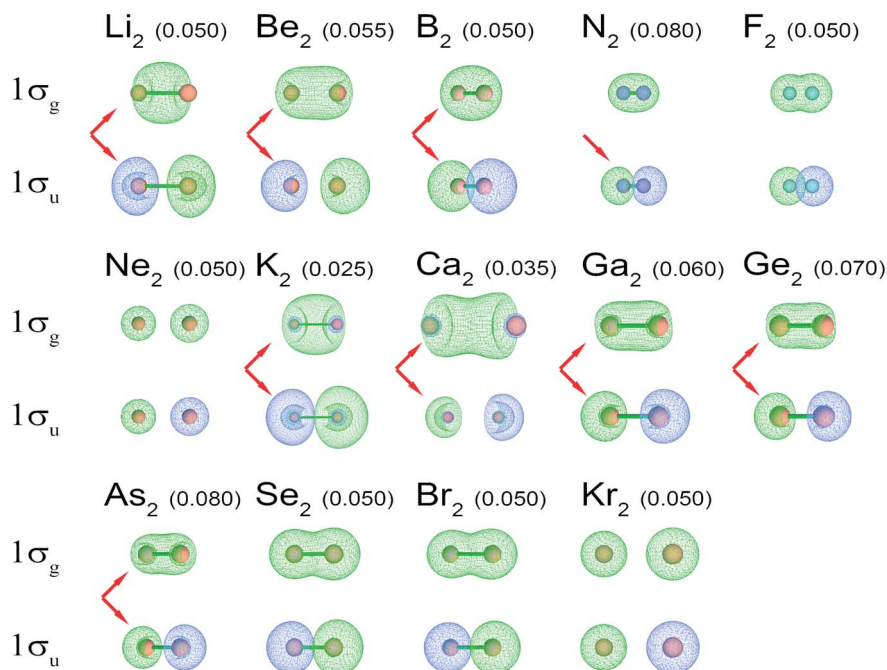 Li₂ (0.050) Be₂ (0.055) B₂ (0.050) N₂ (0.080) F₂ (0.050)
1σg
1σu
Ne₂ (0.050) K₂ (0.025) Ca₂ (0.035) Ga₂ (0.060) Ge₂ (0.070)
1σg
1σu
As₂ (0.080) Se₂ (0.050) Br₂ (0.050) Kr₂ (0.050)
1σg
1σu